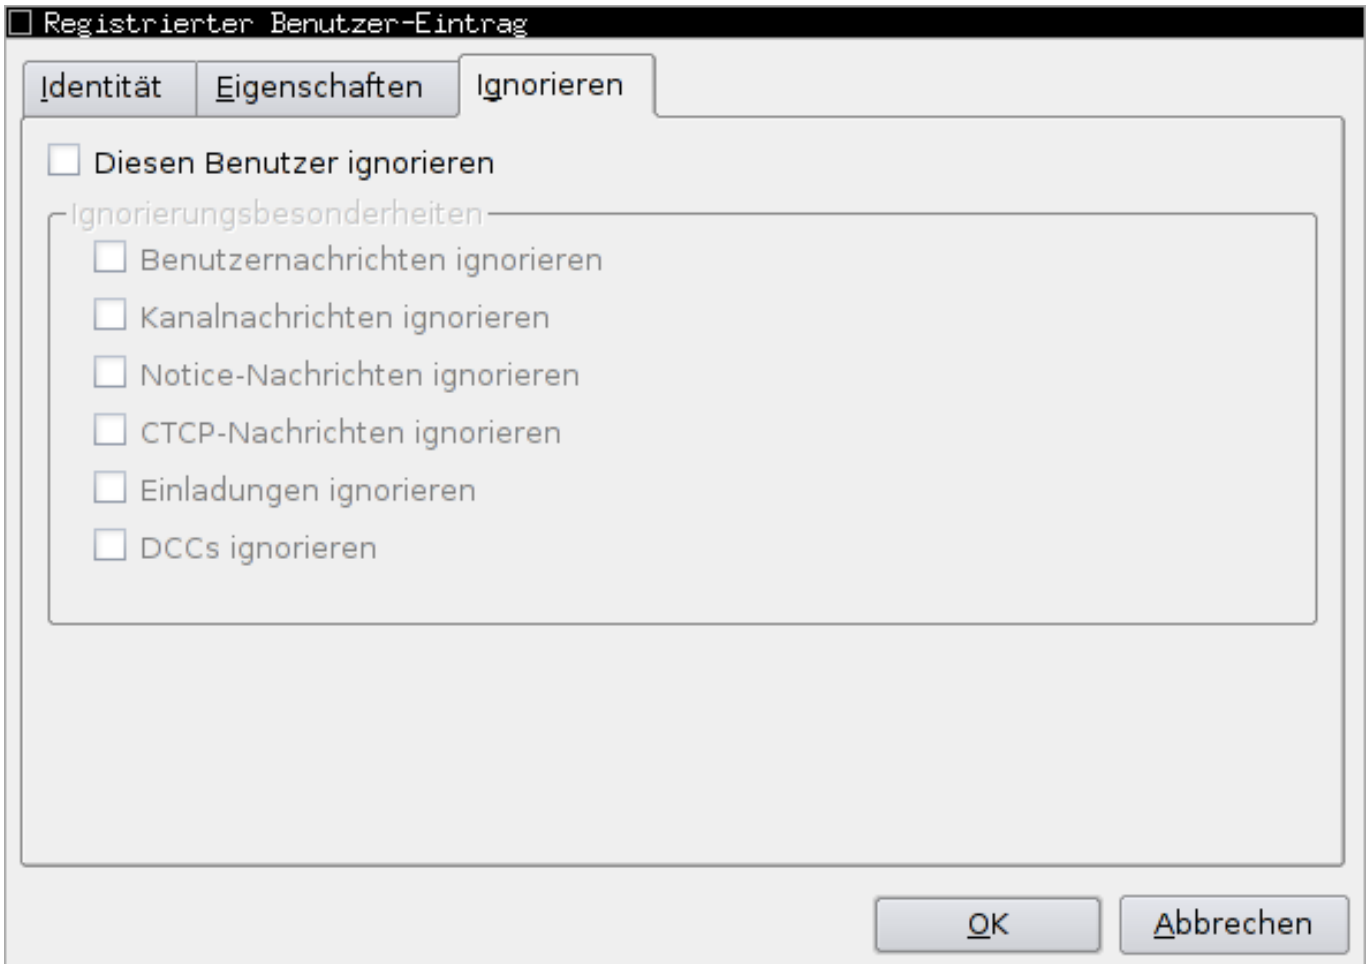 Registrierter Benutzer-Eintrag
Identität Eigenschaften Ignorieren
Diesen Benutzer ignorieren
Ignorierungsbesonderheiten
Benutzernachrichten ignorieren
Kanalnachrichten ignorieren
Notice-Nachrichten ignorieren
CTCP-Nachrichten ignorieren
Einladungen ignorieren
DCCs ignorieren
OK Abbrechen